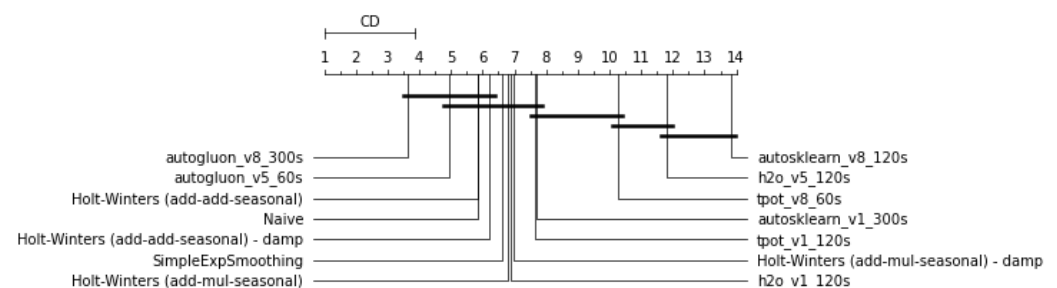 CD
1 2 3 4 5 6 7 8 9 10 11 12 13 14
autogluon_v8_300s
autosklearn_v8_120s
autogluon_v5_60s
h2o_v5_120s
Holt-Winters (add-add-seasonal)
tpot_v8_60s
Naive
autosklearn_v1_300s
Holt-Winters (add-add-seasonal) - damp
tpot_v1_120s
SimpleExpSmoothing
Holt-Winters (add-mul-seasonal) - damp
Holt-Winters (add-mul-seasonal)
h2o_v1_120s